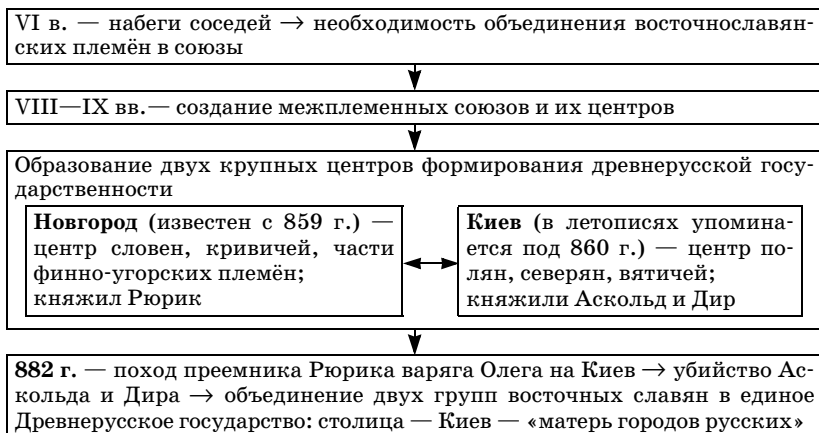 VI в. — набеги соседей → необходимость объединения восточославян-
ских племён в союзы
VIII—IX вв.— создание межплеменных союзов и их центров
Образование двух крупных центров формирования древнерусской госу-
дарственности
Новгород (известен с 859 г.) —
центр словен, кривичей, части
финно-угорских племён;
княжил Рюрик
Киев (в летописях упомина-
ется под 860 г.) — центр по-
лян, северян, вятичей;
княжили Аскольд и Дир
882 г. — поход преемника Рюрика варяга Олега на Киев → убийство Ас-
кольда и Дира → объединение двух групп восточных славян в единое
Древнерусское государство: столица — Киев — «матерь городов русских»